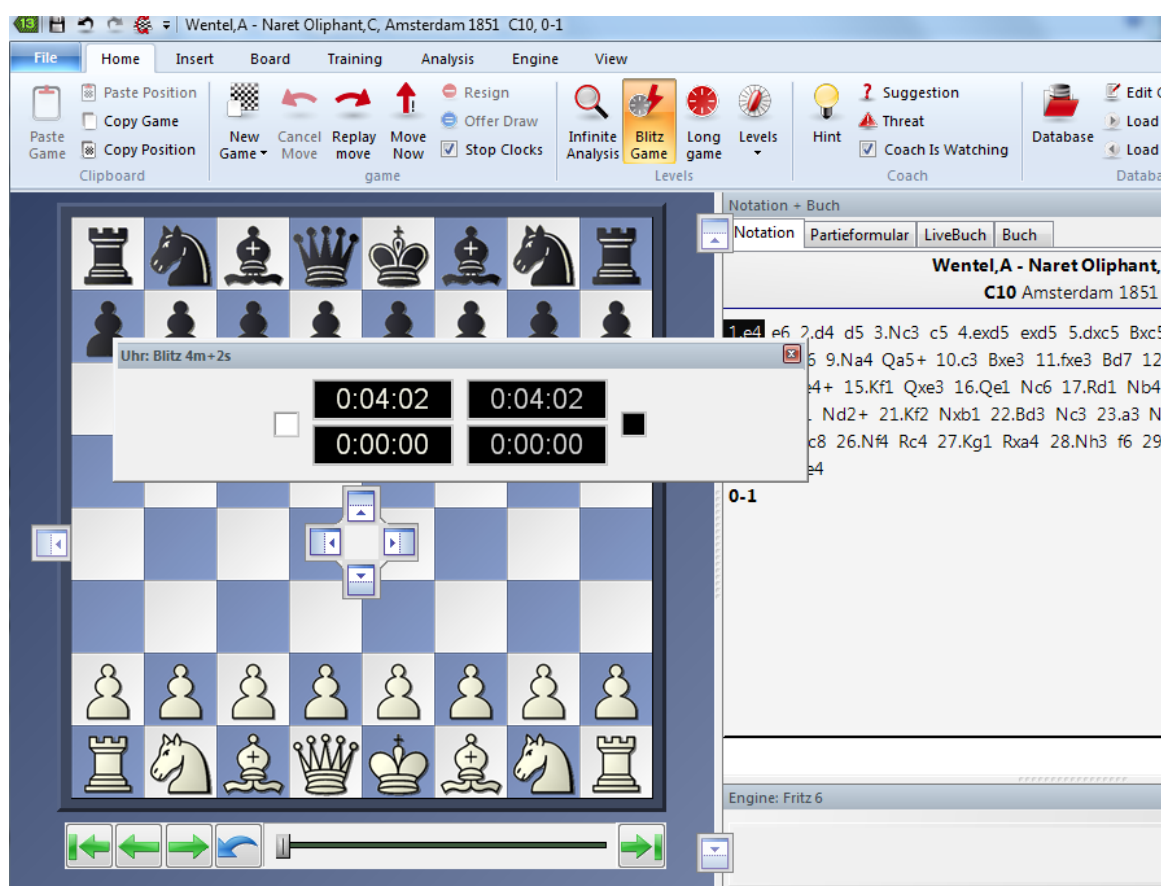 13 Wentel,A - Naret Oliphant,C, Amsterdam 1851 C10, 0-1
File Home Insert Board Training Analysis Engine View
Paste Game
Paste Position
Copy Game
Copy Position
Clipboard
New Game
Cancel Move
Replay move
Move Now
Resign
Offer Draw
Stop Clocks
game
Infinite Analysis
Blitz Game
Long game
Levels
Levels
Hint
Suggestion
Threat
Coach Is Watching
Coach
Database
Edit
Load
Load
Databa
Notation + Buch
Notation Partieformular LiveBuch Buch
Wentel,A - Naret Oliphant,
C10 Amsterdam 1851
1.e4 e6 2.d4 d5 3.Nc3 c5 4.exd5 exd5 5.dxc5 Bxc5
6 9.Na4 Qa5+ 10.c3 Bxe3 11.fxe3 Bd7 12
e4+ 15.Kf1 Qxe3 16.Qe1 Nc6 17.Rd1 Nb4
Nd2+ 21.Kf2 Nxb1 22.Bd3 Nc3 23.a3 N
c8 26.Nf4 Rc4 27.Kg1 Rxa4 28.Nh3 f6 29
e4
0-1
Uhr: Blitz 4m+2s
0:04:02 0:04:02
0:00:00 0:00:00
Engine: Fritz 6